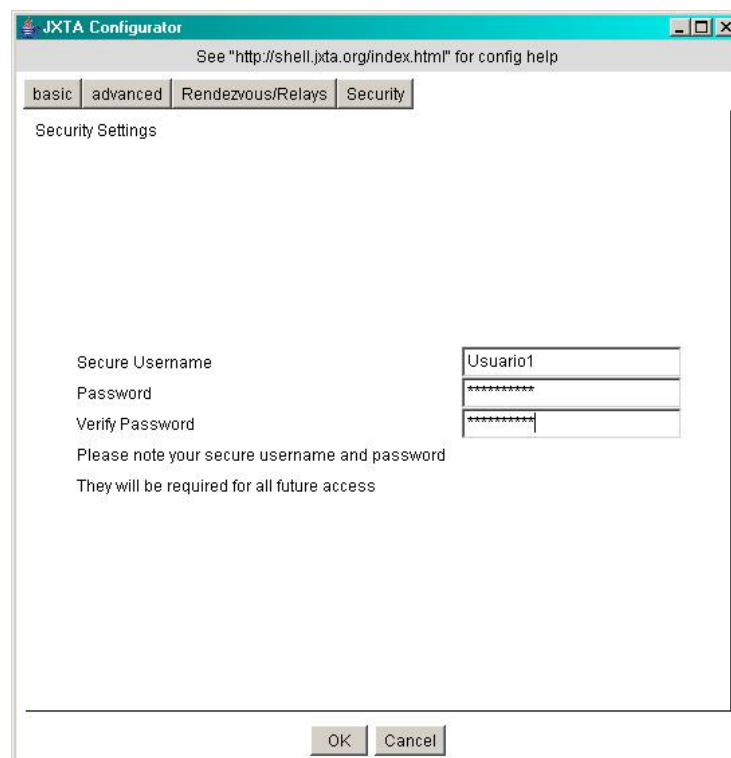 JXTA Configurator
See "http://shell.jxta.org/index.html" for config help
basic advanced Rendezvous/Relays Security
Security Settings
Secure Username Usuario1
Password **********
Verify Password **********
Please note your secure username and password
They will be required for all future access
OK Cancel